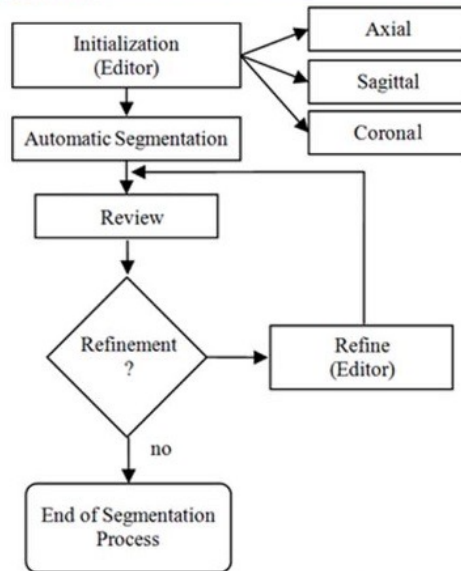 Initialization
(Editor)
Axial
Sagittal
Coronal
Automatic Segmentation
Review
Refinement
?
Refine
(Editor)
no
End of Segmentation
Process